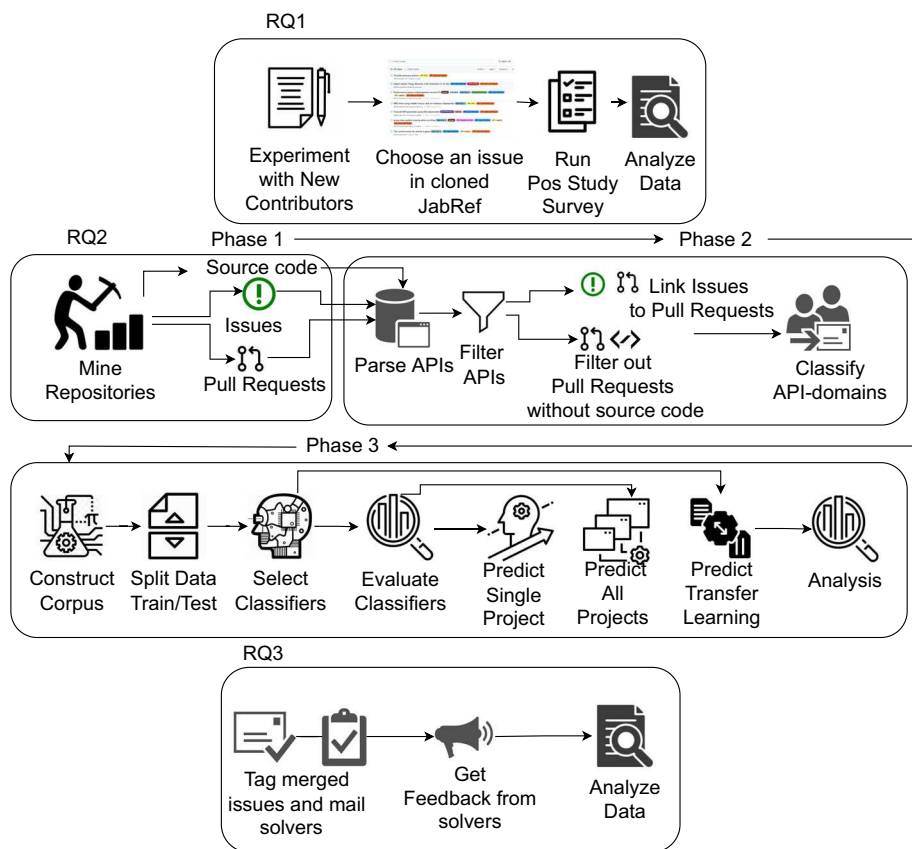 RQ1
Experiment
with New
Contributors
Choose an issue
in cloned
JabRef
Run
Pos Study
Survey
Analyze
Data
RQ2
Phase 1
Phase 2
Mine
Repositories
Source code
Issues
Pull Requests
Parse APIs
Filter
APIs
Link Issues
to Pull Requests
Filter out
Pull Requests
without source code
Classify
API-domains
Phase 3
π
Construct
Corpus
Split Data
Train/Test
Select
Classifiers
Evaluate
Classifiers
Predict
Single
Project
Predict
All
Projects
Predict
Transfer
Learning
Analysis
RQ3
Tag merged
issues and mail
solvers
Get
Feedback from
solvers
Analyze
Data